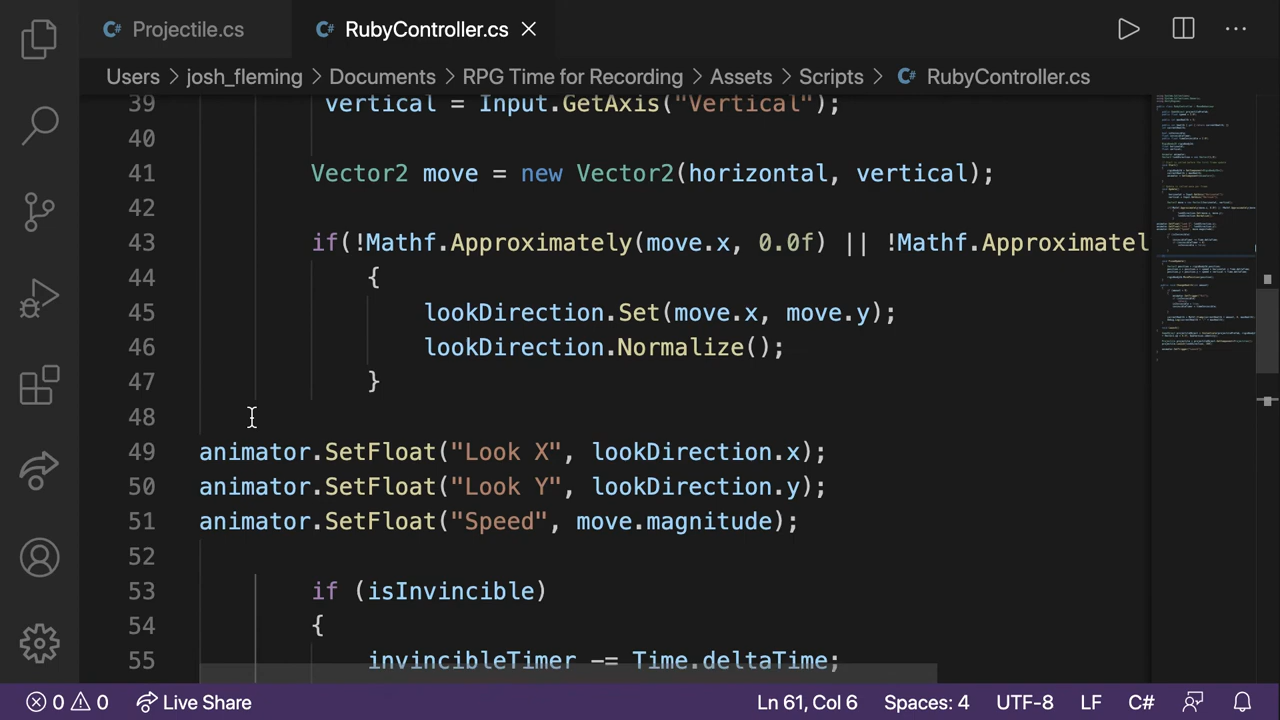 Projectile.cs
RubyController.cs
Users > josh_fleming > Documents > RPG Time for Recording > Assets > Scripts > RubyController.cs
39 vertical = Input.GetAxis("Vertical");
40
41 Vector2 move = new Vector2(horizontal, vertical);
42
43 if(!Mathf.Approximately(move.x, 0.0f) || !Mathf.Approximatel
44 {
45 lookDirection.Set(move.x, move.y);
46 lookDirection.Normalize();
47 }
48
49 animator.SetFloat("Look X", lookDirection.x);
50 animator.SetFloat("Look Y", lookDirection.y);
51 animator.SetFloat("Speed", move.magnitude);
52
53 if (isInvincible)
54 {
55 invincibleTimer -= Time.deltaTime;
0 0 Live Share Ln 61, Col 6 Spaces: 4 UTF-8 LF C#